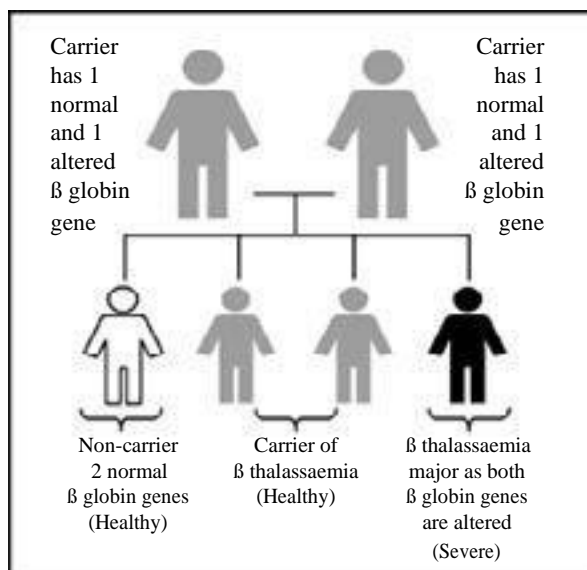 Carrier
has 1
normal
and 1
altered
ß globin
gene
Carrier
has 1
normal
and 1
altered
ß globin
gene
Non-carrier
2 normal
ß globin genes
(Healthy)
Carrier of
ß thalassaemia
(Healthy)
ß thalassaemia
major as both
ß globin genes
are altered
(Severe)